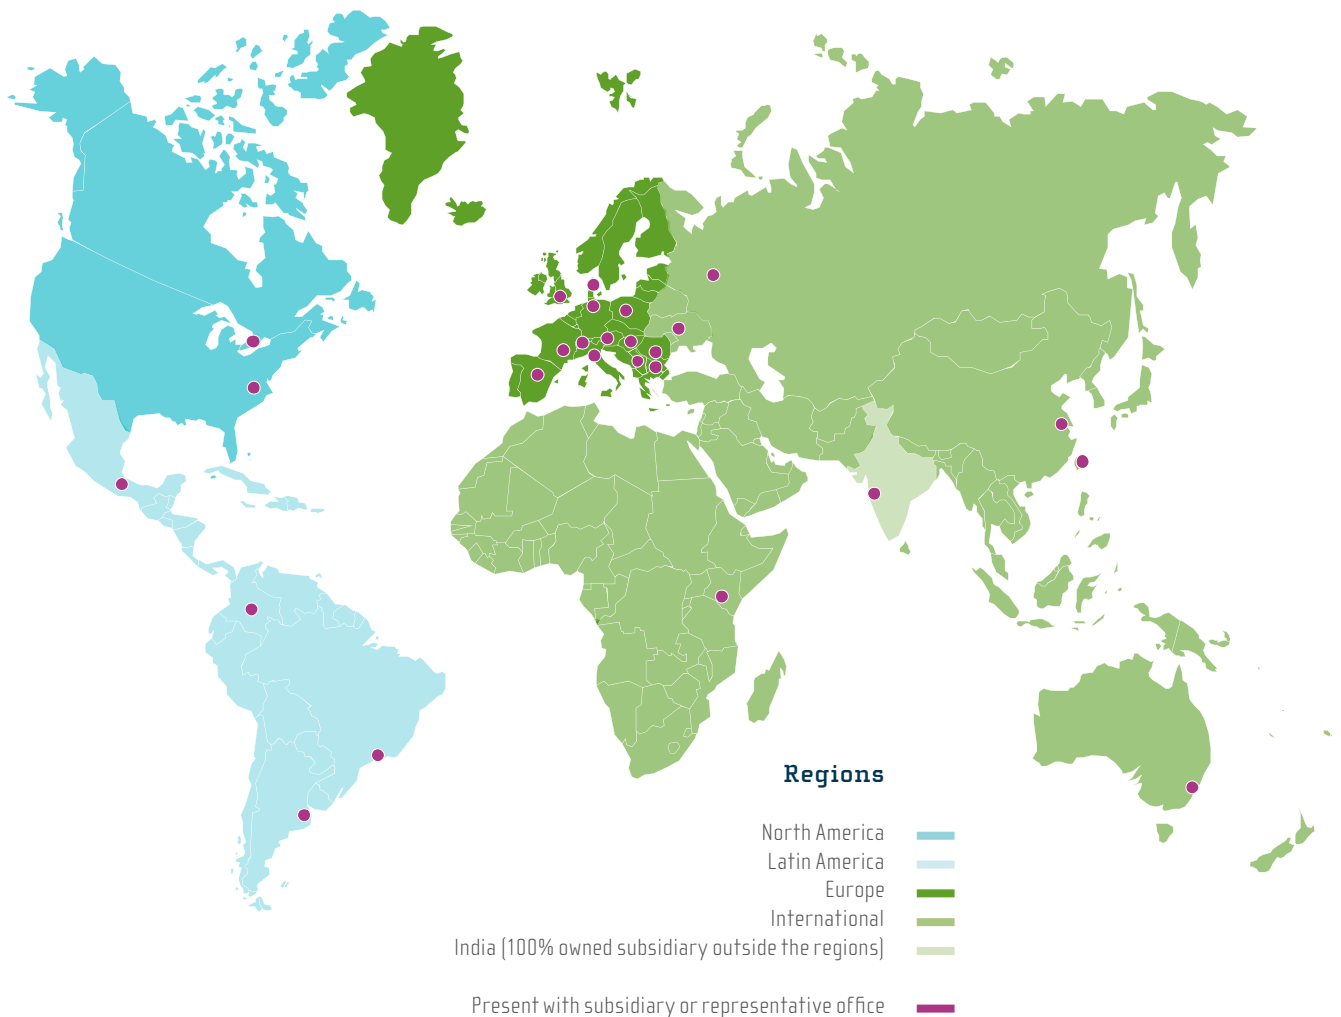 Regions
North America
Latin America
Europe
International
India (100% owned subsidiary outside the regions)
Present with subsidiary or representative office